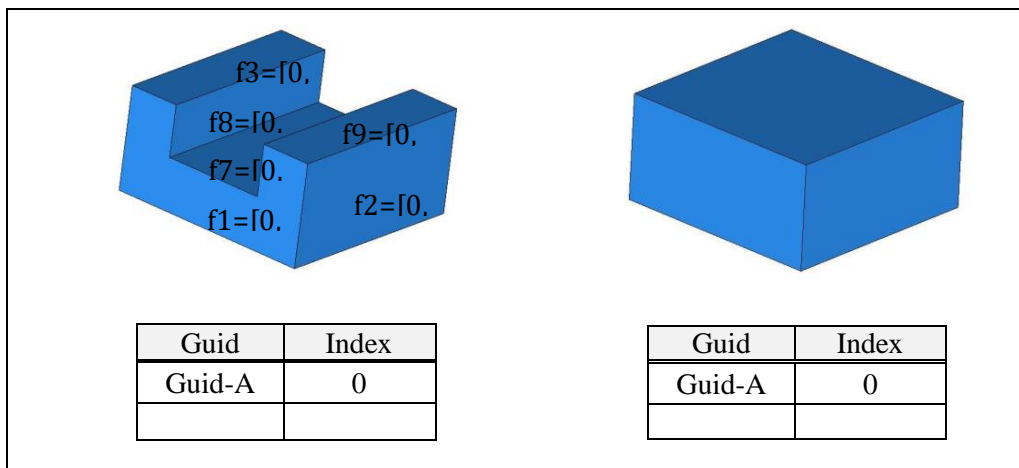 f3=[0,
f8=[0,
f9=[0,
f7=[0,
f2=[0,
f1=[0,
Guid Index
Guid-A 0
Guid Index
Guid-A 0